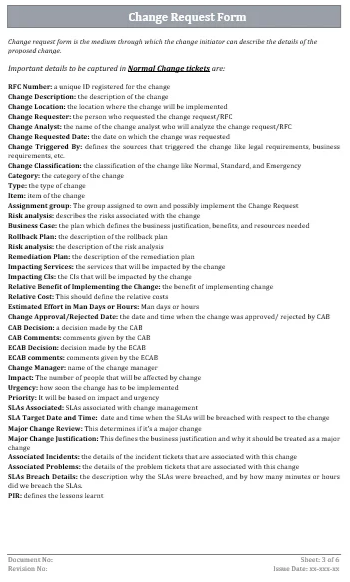 Change Request Form
Change request form is the medium through which the change initiator can describe the details of the
proposed change.
Important details to be captured in Normal Change tickets are:
RFC Number: a unique ID registered for the change
Change Description: the description of the change
Change Location: the location where the change will be implemented
Change Requester: the person who requested the change request/RFC
Change Analyst: the name of the change analyst who will analyze the change request/RFC
Change Requested Date: the date on which the change was requested
Change Triggered By: defines the sources that triggered the change like legal requirements, business
requirements, etc.
Change Classification: the classification of the change like Normal, Standard, and Emergency
Category: the category of the change
Type: the type of change
Item: item of the change
Assignment group: The group assigned to own and possibly implement the Change Request
Risk analysis: describes the risks associated with the change
Business Case: the plan which defines the business justification, benefits, and resources needed
Rollback Plan: the description of the rollback plan
Risk analysis: the description of the risk analysis
Remediation Plan: the description of the remediation plan
Impacting Services: the services that will be impacted by the change
Impacting CIs: the CIs that will be impacted by the change
Relative Benefit of Implementing the Change: the benefit of implementing change
Relative Cost: This should define the relative costs
Estimated Effort in Man Days or Hours: Man days or hours
Change Approval/Rejected Date: the date and time when the change was approved/ rejected by CAB
CAB Decision: a decision made by the CAB
CAB Comments: comments given by the CAB
ECAB Decision: decision made by the ECAB
ECAB comments: comments given by the ECAB
Change Manager: name of the change manager
Impact: The number of people that will be affected by change
Urgency: how soon the change has to be implemented
Priority: It will be based on impact and urgency
SLAs Associated: SLAs associated with change management
SLA Target Date and Time: date and time when the SLAs will be breached with respect to the change
Major Change Review: This determines if it's a major change
Major Change Justification: This defines the business justification and why it should be treated as a major
change
Associated Incidents: the details of the incident tickets that are associated with this change
Associated Problems: the details of the problem tickets that are associated with this change
SLAs Breach Details: the description why the SLAs were breached, and by how many minutes or hours
did we breach the SLAs.
PIR: defines the lessons learnt
Document No: Sheet: 3 of 6
Revision No: Issue Date: xx-xxx-xx